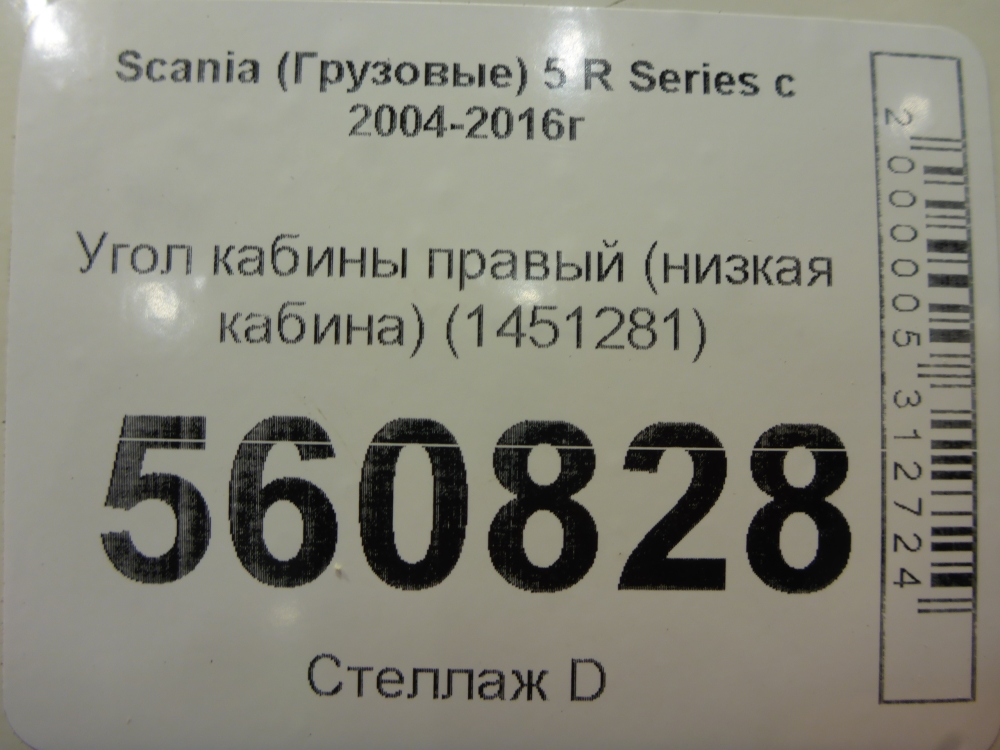 Scania (Грузовые) 5 R Series с
2004-2016г
Угол кабины правый (низкая
кабина) (1451281)
560828
Стеллаж D
2000005312724